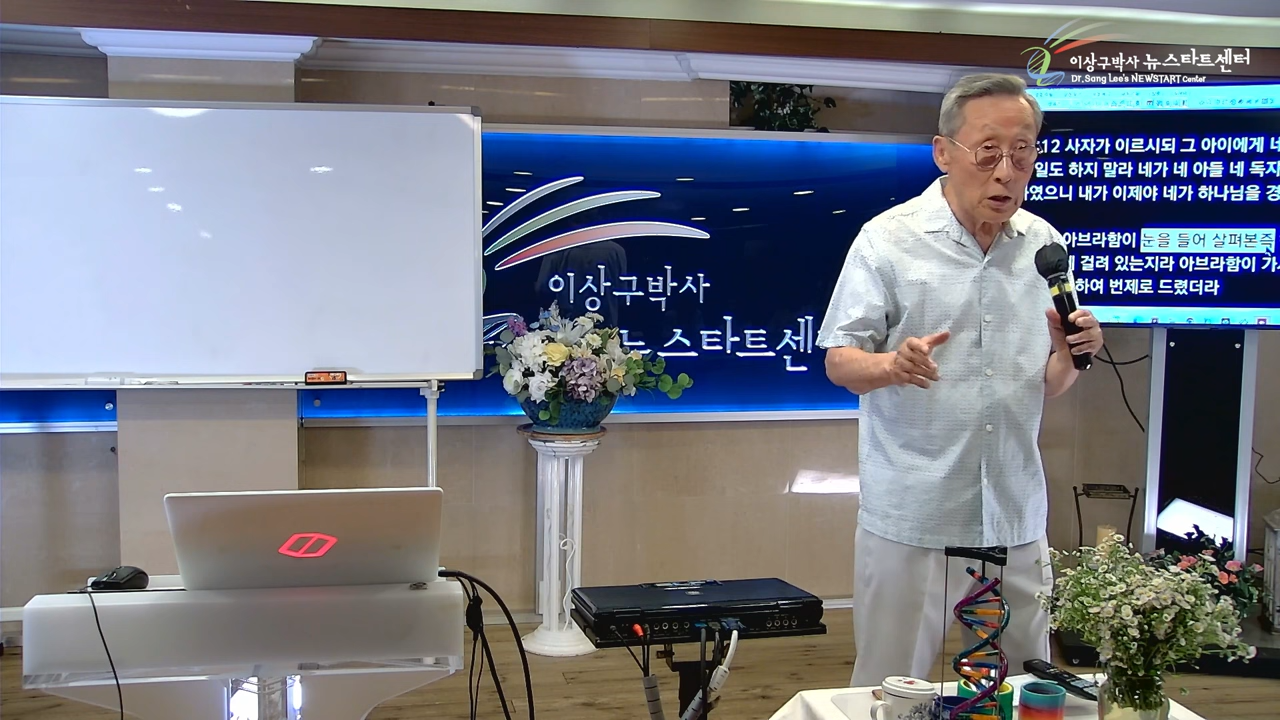 이상구박사 뉴스타트센터
Dr. Sang Lee's NEWSTART Center
12 사자가 이르시되 그 아이에게 네
일도 하지 말라 네가 네 아들 네 독자
였으니 내가 이제야 네가 하나님을 경
아브라함이 눈을 들어 살펴본즉
걸려 있는지라 아브라함이 가
하여 번제로 드렸더라
이상구박사
뉴스타트센